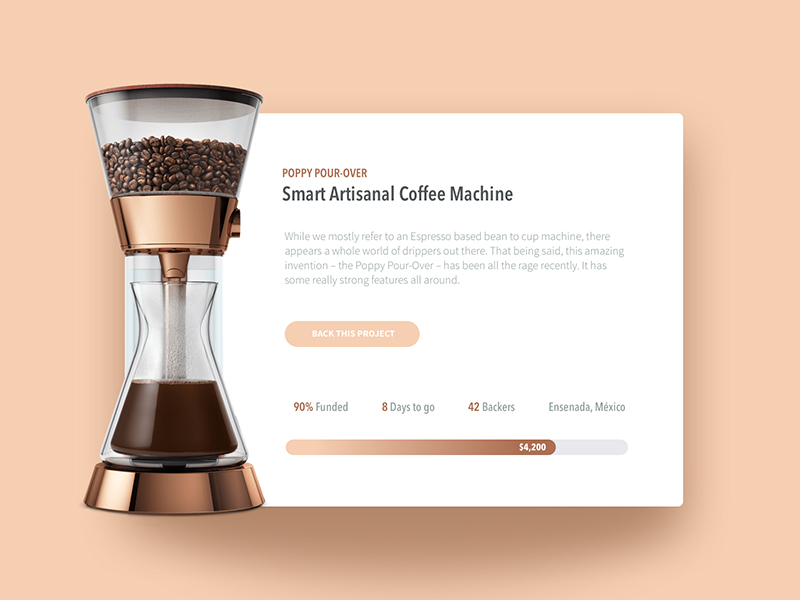 POPPY POUR-OVER
Smart Artisanal Coffee Machine
While we mostly refer to an Espresso based bean to cup machine, there
appears a whole world of drippers out there. That being said, this amazing
invention – the Poppy Pour-Over – has been all the rage recently. It has
some really strong features all around.
BACK THIS PROJECT
90% Funded 8 Days to go 42 Backers Ensenada, México
$4,200